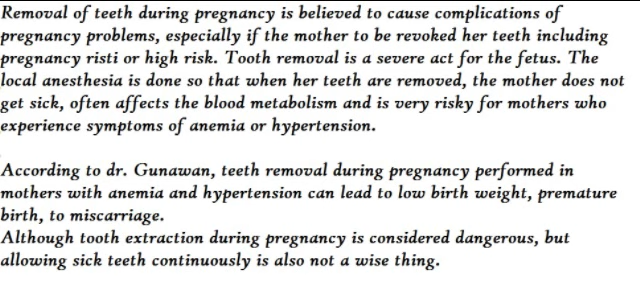 Removal of teeth during pregnancy is believed to cause complications of
pregnancy problems, especially if the mother to be revoked her teeth including
pregnancy risti or high risk. Tooth removal is a severe act for the fetus. The
local anesthesia is done so that when her teeth are removed, the mother does not
get sick, often affects the blood metabolism and is very risky for mothers who
experience symptoms of anemia or hypertension.
According to dr. Gunawan, teeth removal during pregnancy performed in
mothers with anemia and hypertension can lead to low birth weight, premature
birth, to miscarriage.
Although tooth extraction during pregnancy is considered dangerous, but
allowing sick teeth continuously is also not a wise thing.